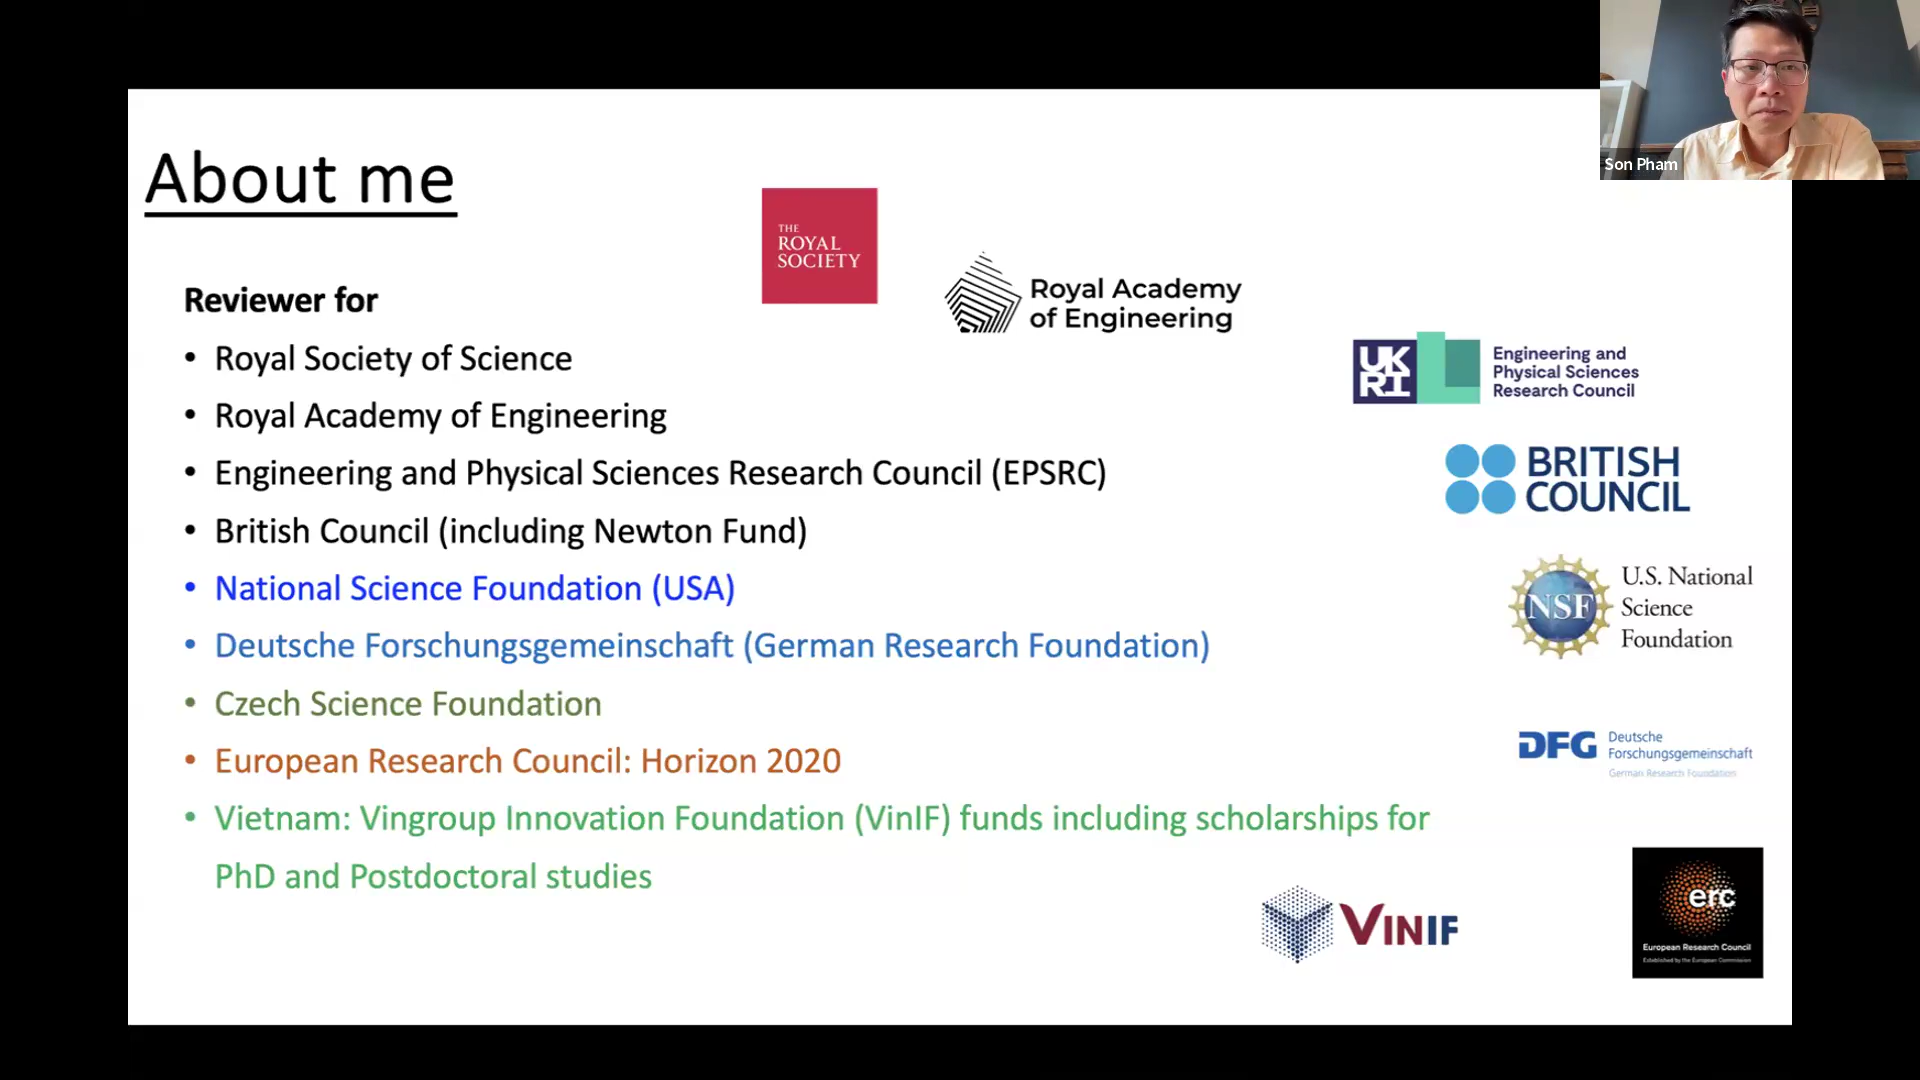 Son Pham
About me
THE
ROYAL
SOCIETY
Royal Academy
of Engineering
Reviewer for
• Royal Society of Science
• Royal Academy of Engineering
• Engineering and Physical Sciences Research Council (EPSRC)
• British Council (including Newton Fund)
• National Science Foundation (USA)
• Deutsche Forschungsgemeinschaft (German Research Foundation)
• Czech Science Foundation
• European Research Council: Horizon 2020
• Vietnam: Vingroup Innovation Foundation (VinIF) funds including scholarships for
PhD and Postdoctoral studies
UK
RI
Engineering and
Physical Sciences
Research Council
BRITISH
COUNCIL
NSF
U.S. National
Science
Foundation
DFG
Deutsche
Forschungsgemeinschaft
German Research Foundation
VINIF
erc
European Research Council
Established by the European Commission